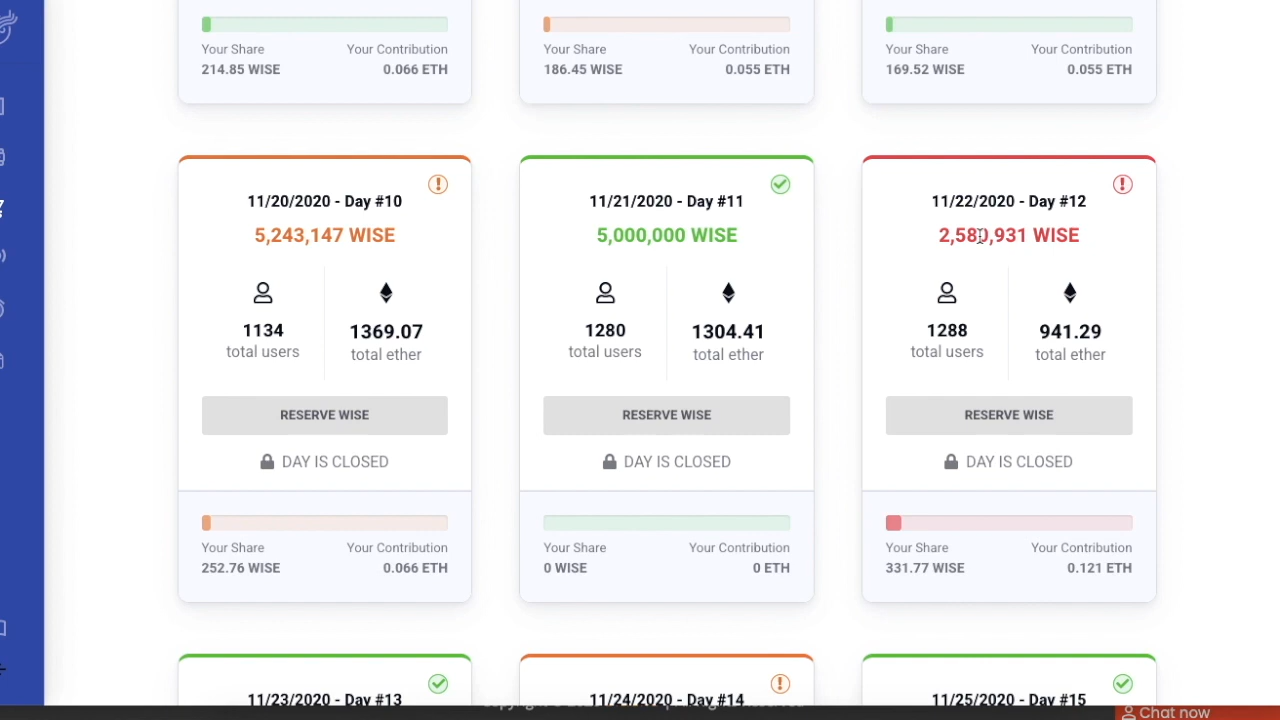 Your Share Your Contribution
214.85 WISE 0.066 ETH
Your Share Your Contribution
186.45 WISE 0.055 ETH
Your Share Your Contribution
169.52 WISE 0.055 ETH
11/20/2020 - Day #10
5,243,147 WISE
1134 1369.07
total users total ether
RESERVE WISE
DAY IS CLOSED
Your Share Your Contribution
252.76 WISE 0.066 ETH
11/21/2020 - Day #11
5,000,000 WISE
1280 1304.41
total users total ether
RESERVE WISE
DAY IS CLOSED
Your Share Your Contribution
0 WISE 0 ETH
11/22/2020 - Day #12
WISE
1288 941.29
total users total ether
RESERVE WISE
DAY IS CLOSED
Your Share Your Contribution
331.77 WISE 0.121 ETH
11/23/2020 - Day #13
11/24/2020 - Day #14
11/25/2020 - Day #15
Chat now